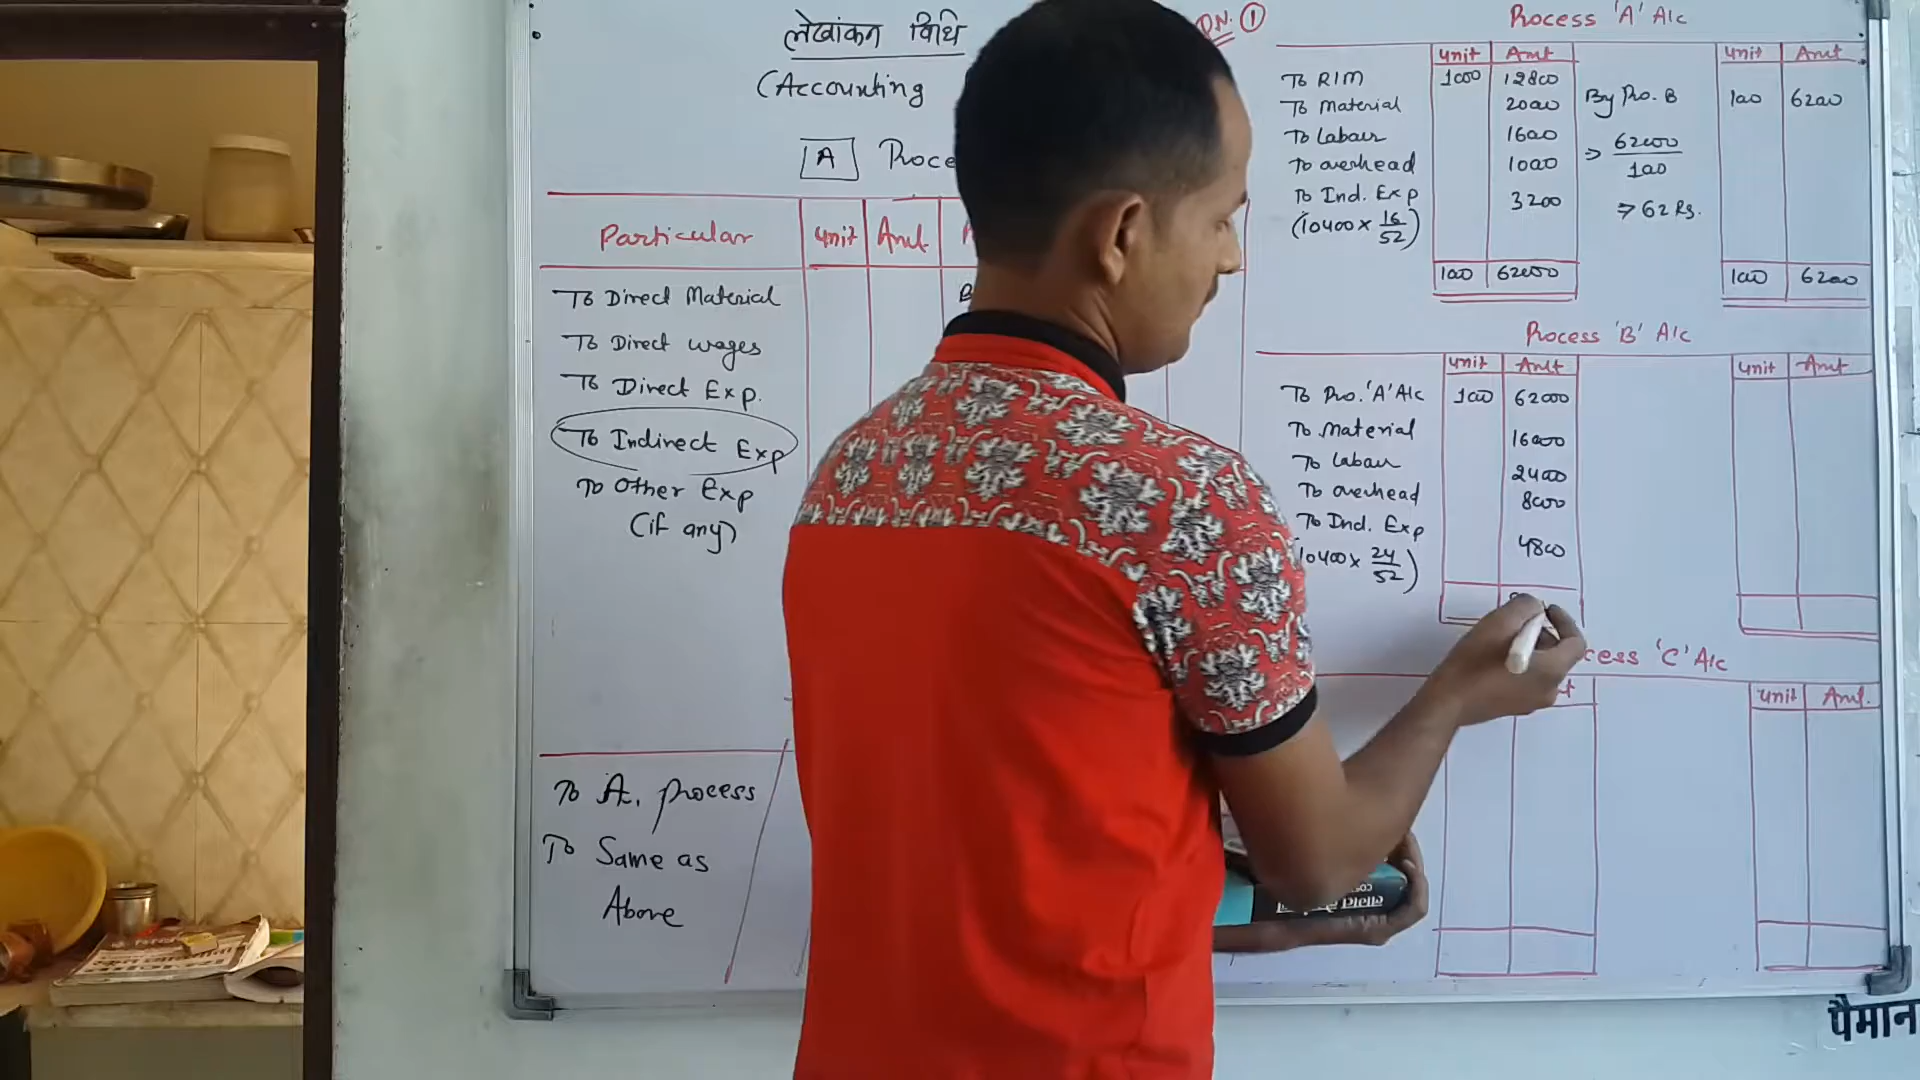 लेखांकन विधि
(Accounting
A Proce
Particular unit Amt
To Direct Material
To Direct wages
To Direct Exp.
To Indirect Exp
To Other Exp
(if any)
To A. process
To Same as
Above
Q.N. ①
Process 'A' A/c
unit Amt unit Amt
To R/M 1000 12800
To Material 2000 By Pro. B 100 6200
To Labour 1600
To overhead 1000
⇒ 62000/100
To Ind. Exp 3200
⇒ 62 Rs.
(10400 × 16/52)
100 62000 100 6200
Process 'B' A/c
unit Amt unit Amt
To Pro. 'A' A/c 100 62000
To Material 16000
To Labour 2400
To overhead 8000
To Ind. Exp
10400 × 24/52) 4800
cess 'C' A/c
unit Amt.
पैमान